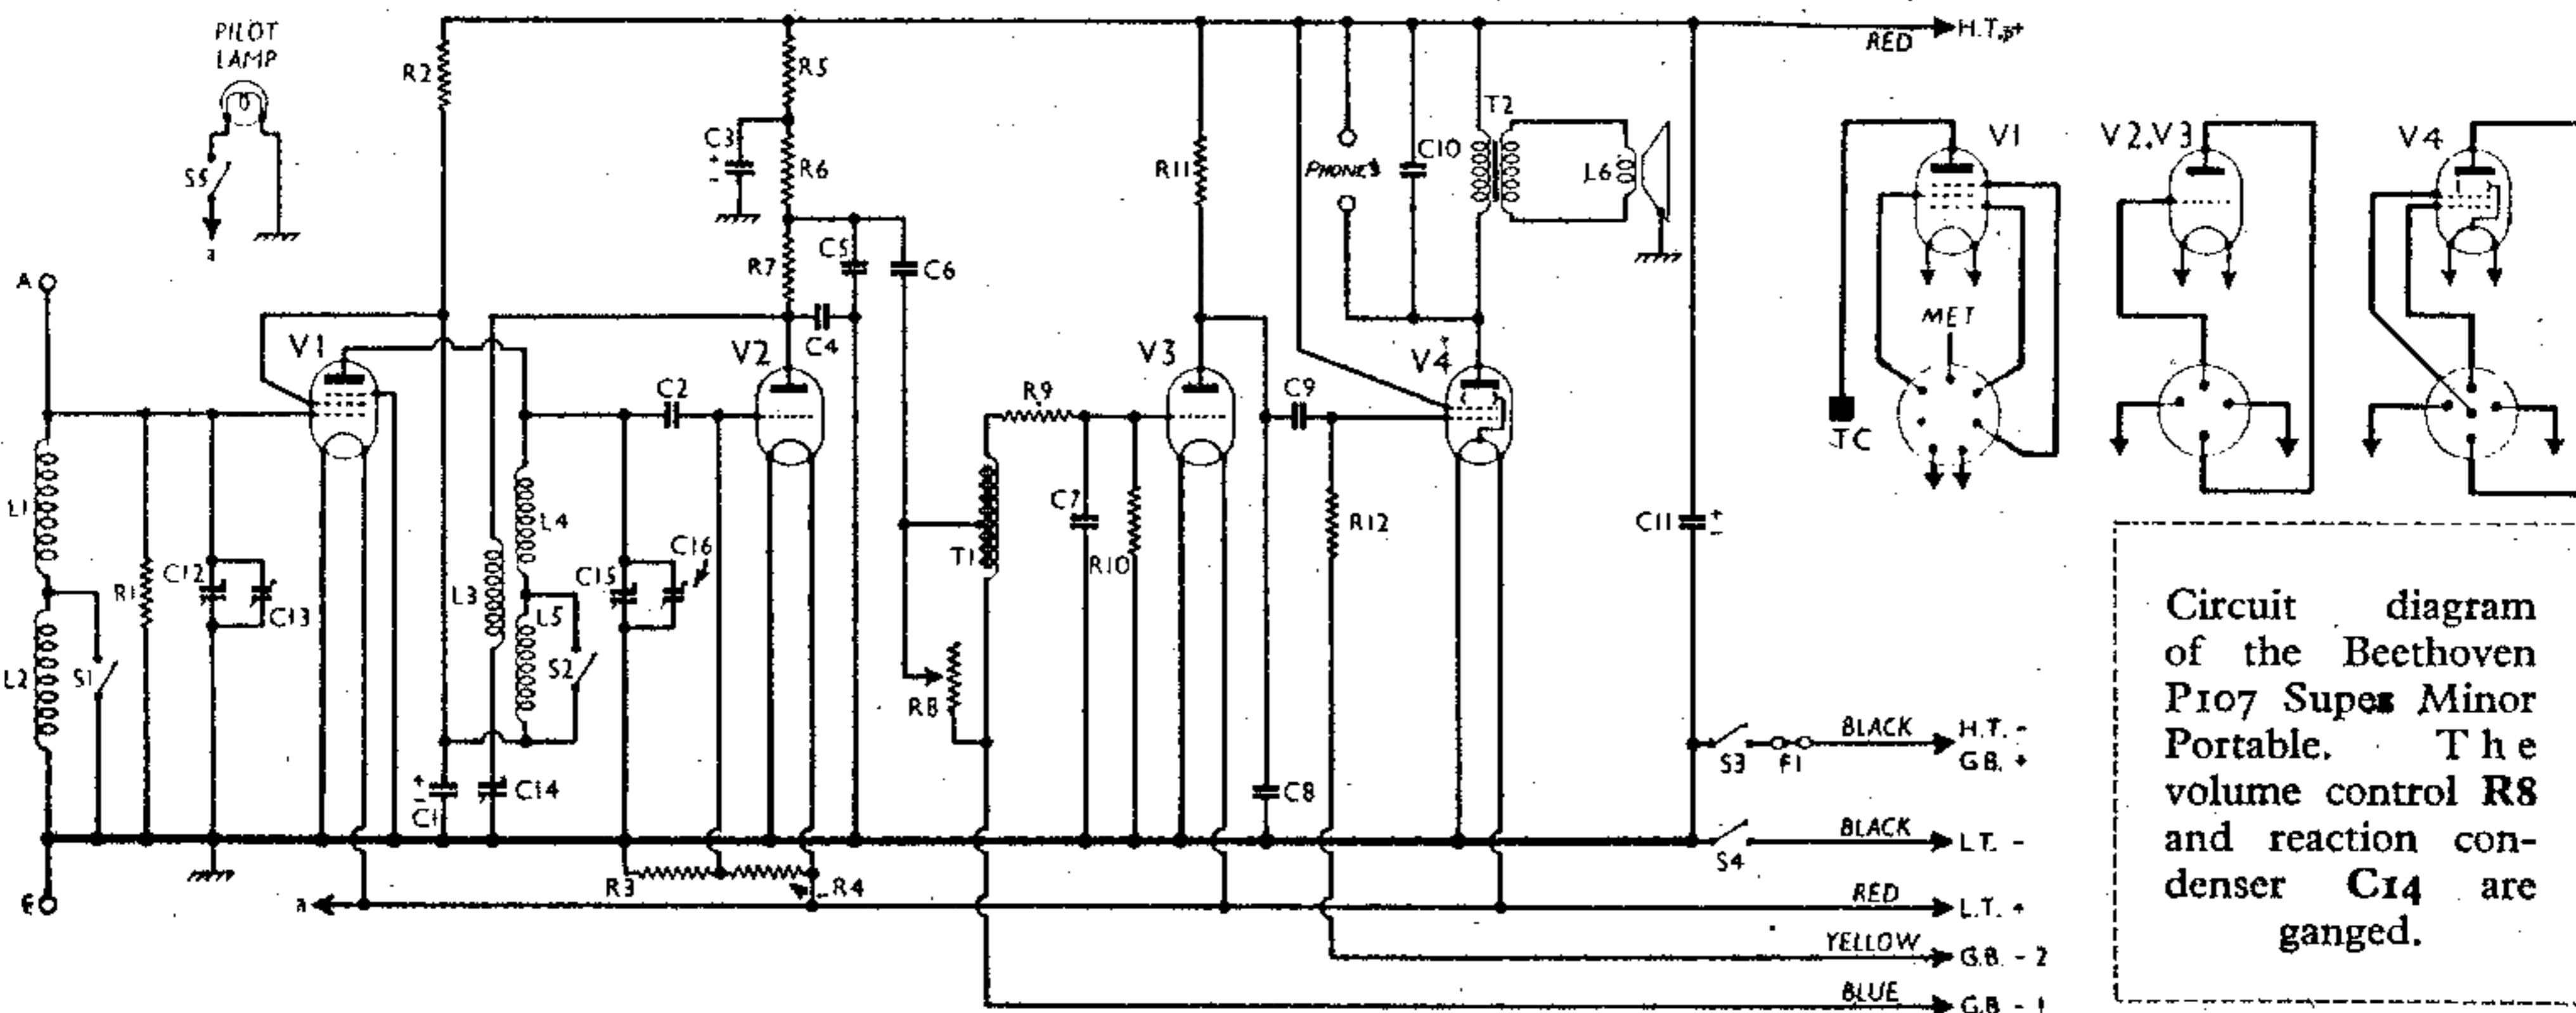 PILOT
LAMP
S5
a
A
L1
L2
S1
R1
C12
C13
V1
R2
C1
L3
C14
L4
L5
S2
C15
C16
C2
R3
R4
a
E
V2
R5
C3
+
-
R6
R7
C4
C5
C6
T1
R8
R9
C7
R10
V3
R11
C8
C9
R12
PHONES
C10
T2
L6
V4
C11
+
-
S3
F1
S4
RED
H.T.+
BLACK
H.T. -
G.B. +
BLACK
L.T. -
RED
L.T. +
YELLOW
G.B. - 2
BLUE
G.B - 1
V1
MET
TC
V2,V3
V4
Circuit diagram
of the Beethoven
P107 Super Minor
Portable. The
volume control R8
and reaction con-
denser C14 are
ganged.